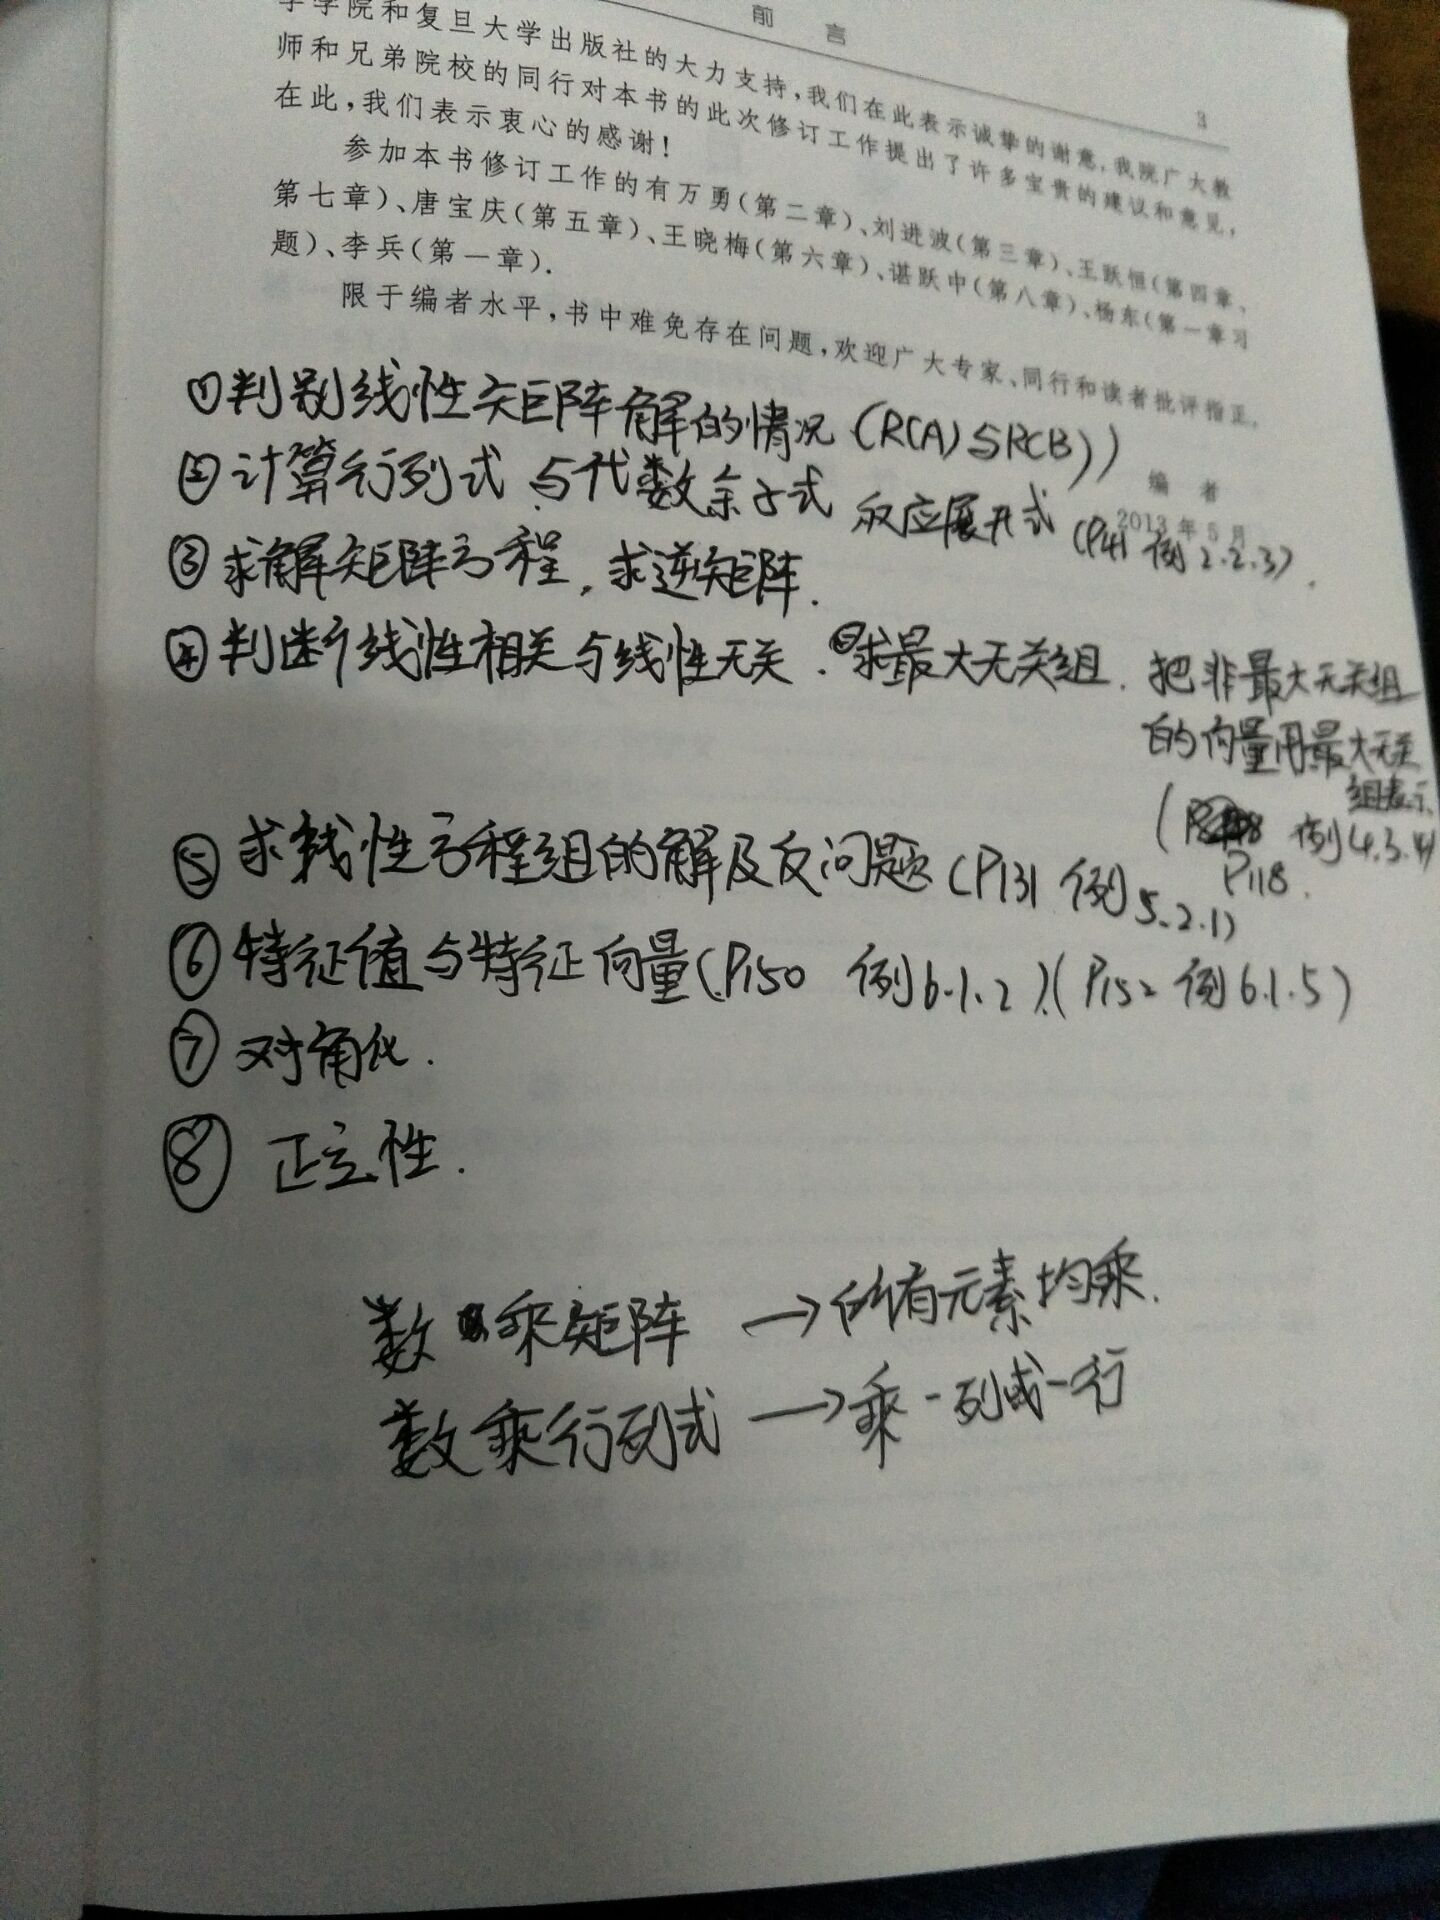 前 言
3
学学院和复旦大学出版社的大力支持,我们在此表示诚挚的谢意,我院广大教
师和兄弟院校的同行对本书的此次修订工作提出了许多宝贵的建议和意见,
在此,我们表示衷心的感谢!
参加本书修订工作的有万勇(第二章)、刘进波(第三章)、王跃恒(第四章、
第七章)、唐宝庆(第五章)、王晓梅(第六章)、谌跃中(第八章)、杨东(第一章习
题)、李兵(第一章).
限于编者水平,书中难免存在问题,欢迎广大专家、同行和读者批评指正.
编 者
2013年5月
①判别线性矩阵解的情况(R(A)与R(B))
②计算行列式与代数余子式 反应展开式(P41 例2.2.3).
③求解矩阵方程,求逆矩阵.
④判断线性相关与线性无关.求最大无关组.把非最大无关组
的向量用最大无关
组表示
( 例4.3.4)
P118.
⑤求线性方程组的解及反问题(P131 例5.2.1)
⑥特征值与特征向量(P150 例6.1.2).(P152 例6.1.5)
⑦对角化.
⑧正定性.
数乘矩阵 →所有元素均乘.
数乘行列式→乘一列或一行